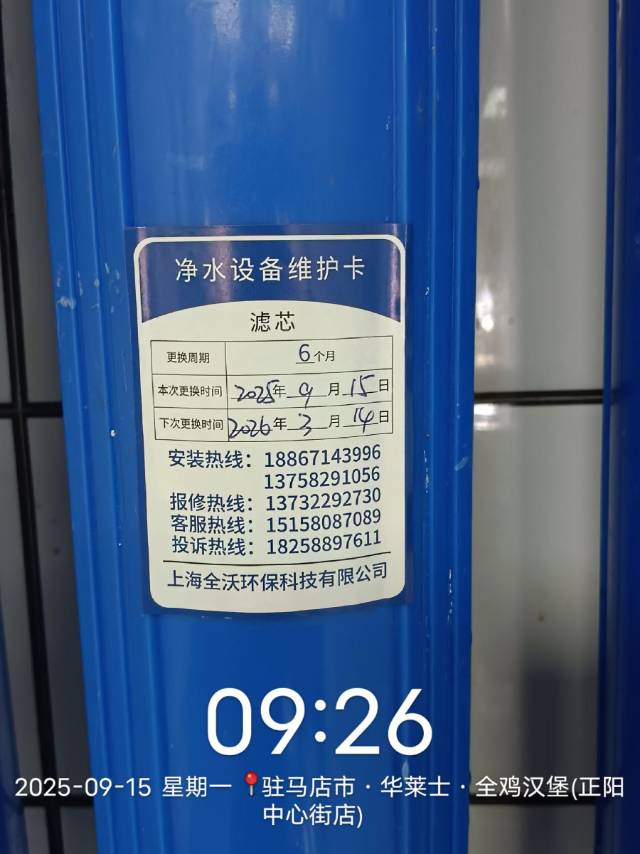 净水设备维护卡
滤芯
更换周期 6个月
本次更换时间 2025年 9月 15日
下次更换时间 2026年 3月 14日
安装热线：18867143996
13758291056
报修热线：13732292730
客服热线：15158087089
投诉热线：18258897611
上海全沃环保科技有限公司
09:26
2025-09-15 星期一 📍驻马店市·华莱士·全鸡汉堡(正阳
中心街店)